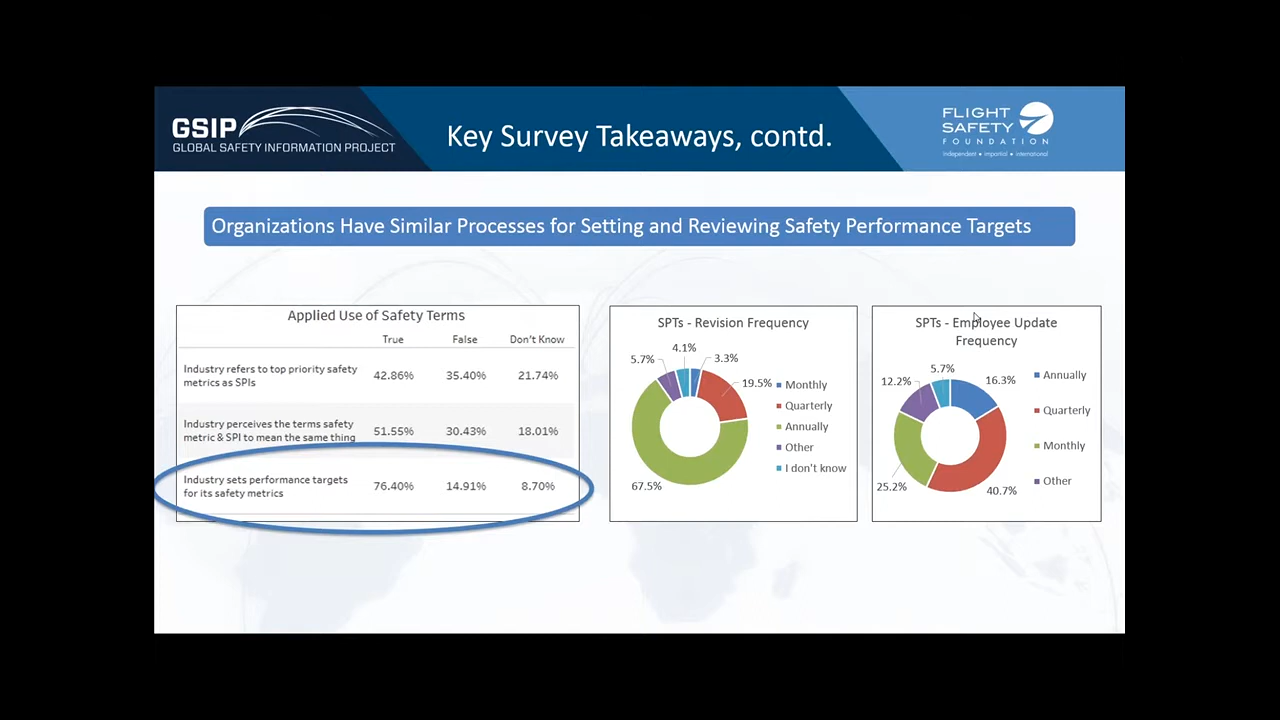 GSIP
GLOBAL SAFETY INFORMATION PROJECT
Key Survey Takeaways, contd.
FLIGHT
SAFETY
FOUNDATION
independent • impartial • international
Organizations Have Similar Processes for Setting and Reviewing Safety Performance Targets
Applied Use of Safety Terms
True False Don't Know
Industry refers to top priority safety
metrics as SPIs
42.86% 35.40% 21.74%
Industry perceives the terms safety
metric & SPI to mean the same thing
51.55% 30.43% 18.01%
Industry sets performance targets
for its safety metrics
76.40% 14.91% 8.70%
SPTs - Revision Frequency
4.1%
5.7%
3.3%
19.5%
67.5%
Monthly
Quarterly
Annually
Other
I don't know
SPTs - Employee Update
Frequency
5.7%
12.2%
16.3%
25.2%
40.7%
Annually
Quarterly
Monthly
Other